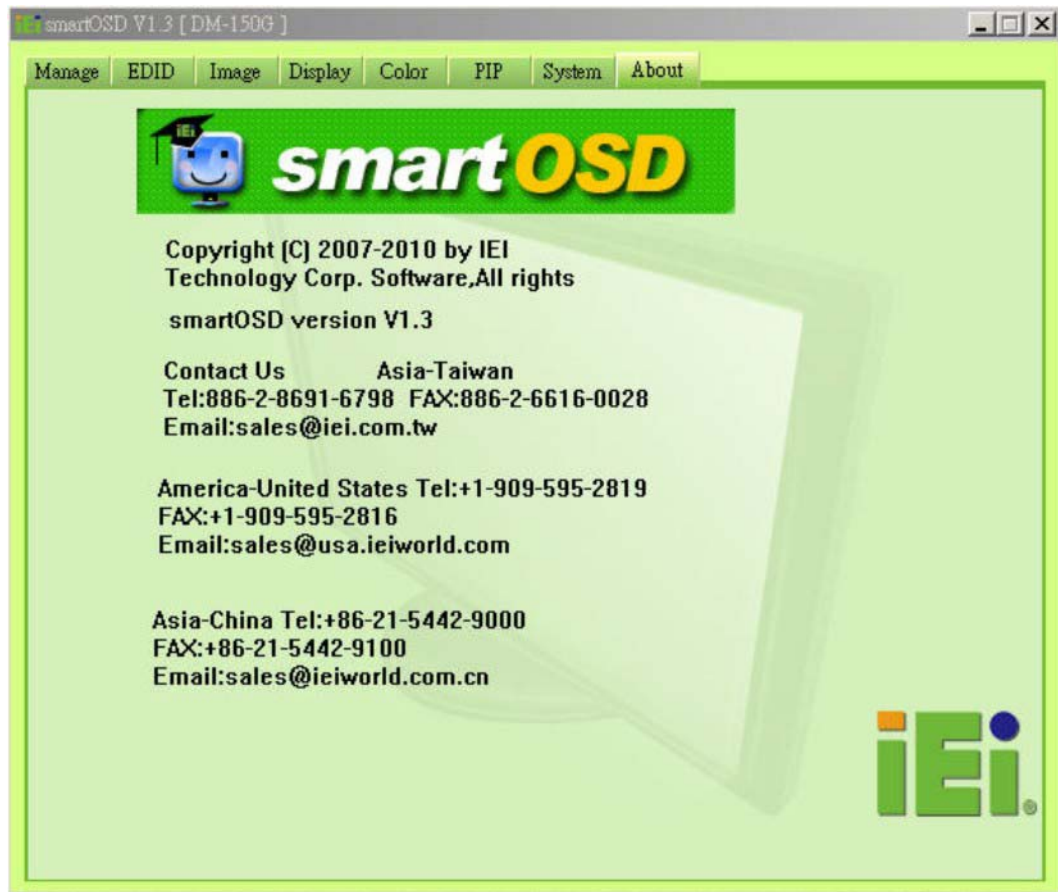 iEi smartOSD V1.3 [ DM-150G ]
Manage EDID Image Display Color PIP System About
iEi
smartOSD
Copyright (C) 2007-2010 by IEI
Technology Corp. Software,All rights
smartOSD version V1.3
Contact Us Asia-Taiwan
Tel:886-2-8691-6798 FAX:886-2-6616-0028
Email:sales@iei.com.tw
America-United States Tel:+1-909-595-2819
FAX:+1-909-595-2816
Email:sales@usa.ieiworld.com
Asia-China Tel:+86-21-5442-9000
FAX:+86-21-5442-9100
Email:sales@ieiworld.com.cn
iEi®